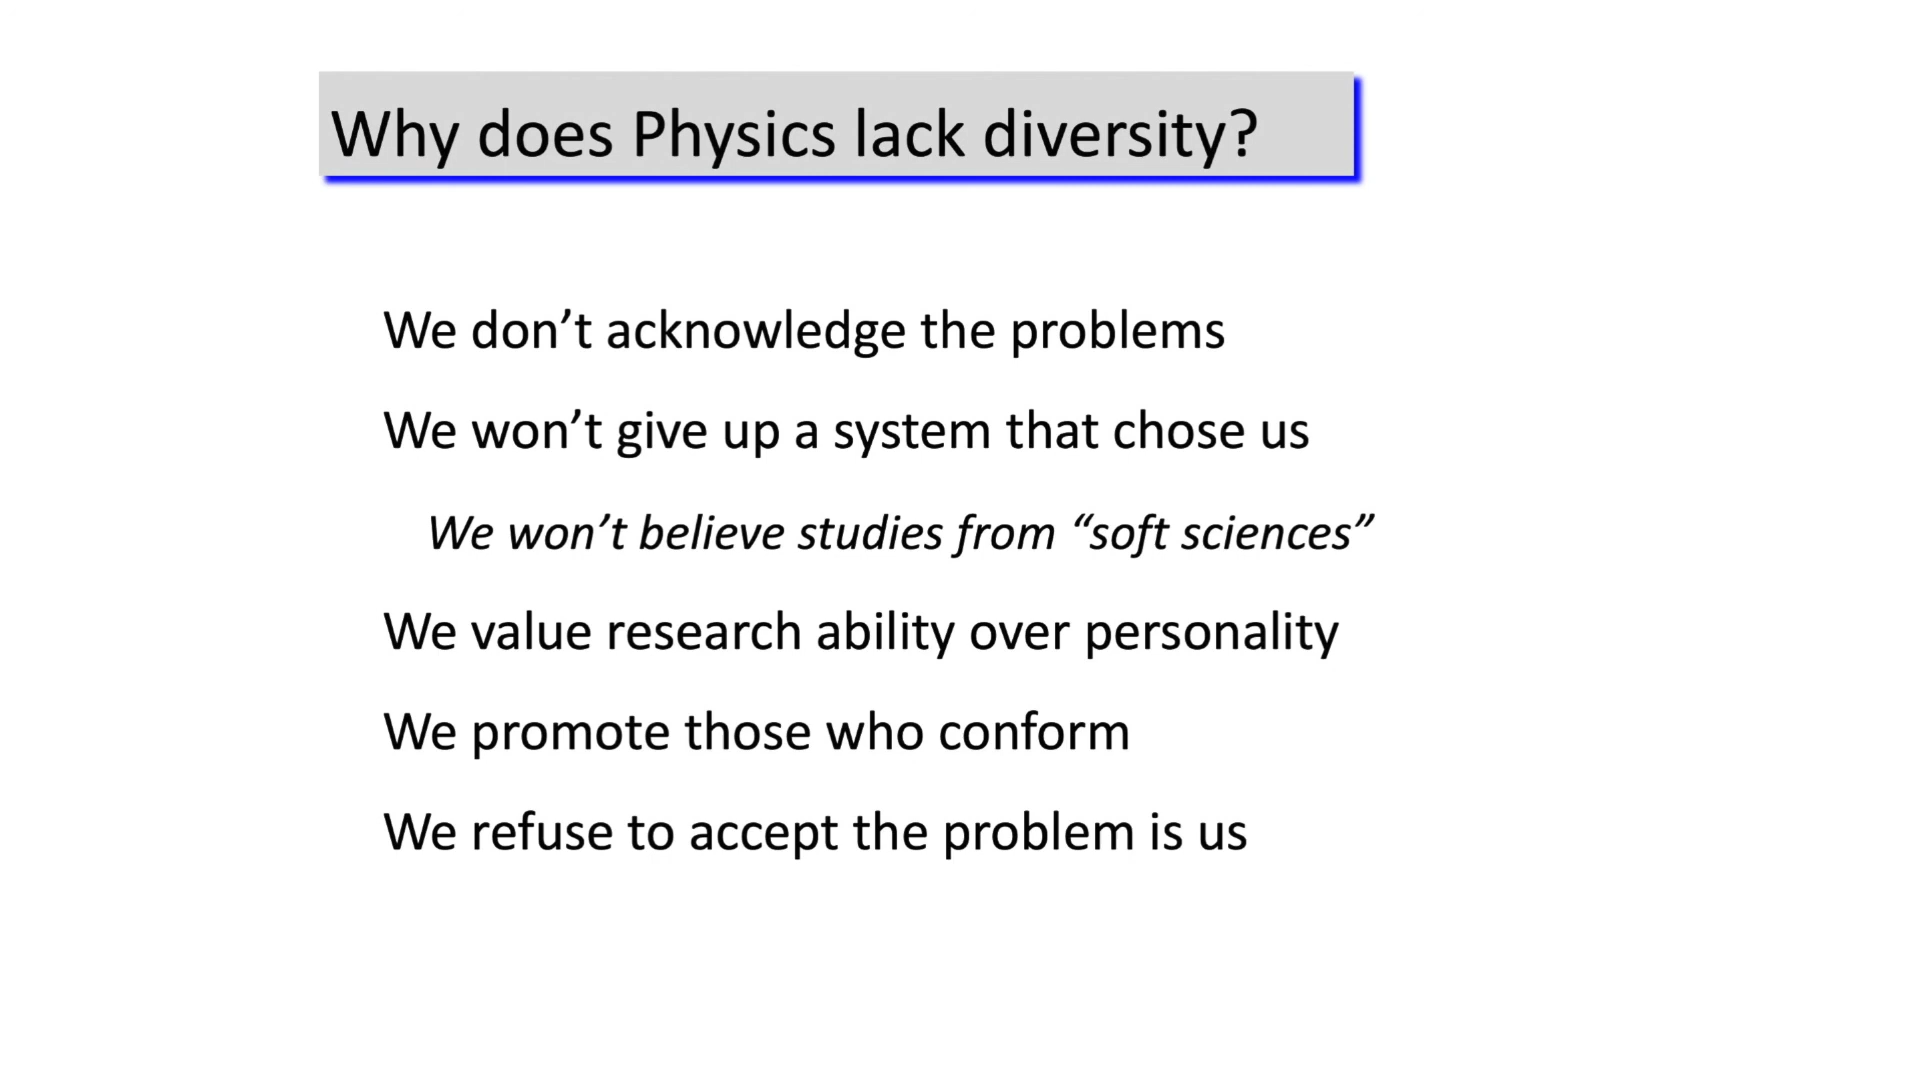 Why does Physics lack diversity?
We don’t acknowledge the problems
We won’t give up a system that chose us
We won’t believe studies from “soft sciences”
We value research ability over personality
We promote those who conform
We refuse to accept the problem is us